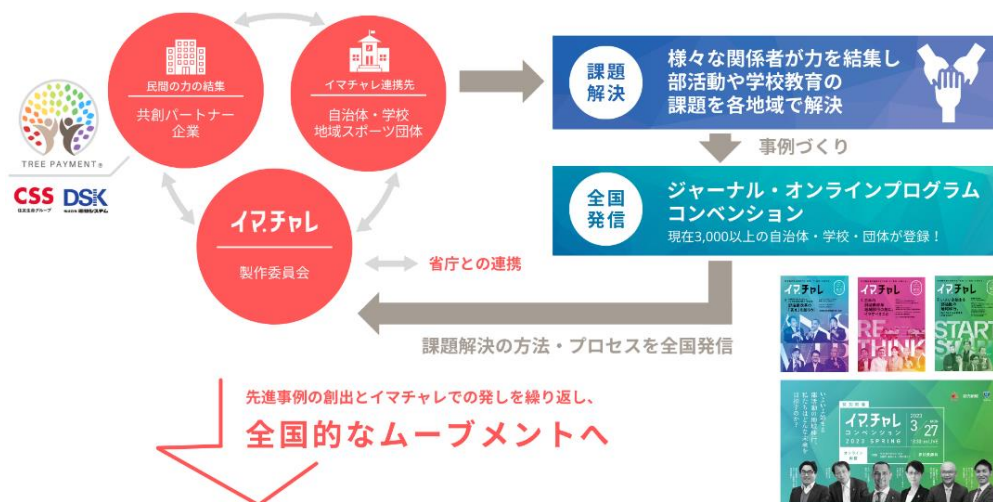 民間の力の結集
共創パートナー
企業
イマチャレ連携先
自治体・学校
地域スポーツ団体
TREE PAYMENT®
CSS
DSK
イマ.チャレ
製作委員会
省庁との連携
課題
解決
様々な関係者が力を結集し
部活動や学校教育の
課題を各地域で解決
事例づくり
全国
発信
ジャーナル・オンラインプログラム
コンベンション
現在3,000以上の自治体・学校・団体が登録！
課題解決の方法・プロセスを全国発信
先進事例の創出とイマチャレでの発しを繰り返し、
全国的なムーブメントへ
イマ.チャレ
イマ.チャレ
RE
THINK
イマ.チャレ
START
イマ.チャレ
コンベンション
2022 SPRING
2022
3
27